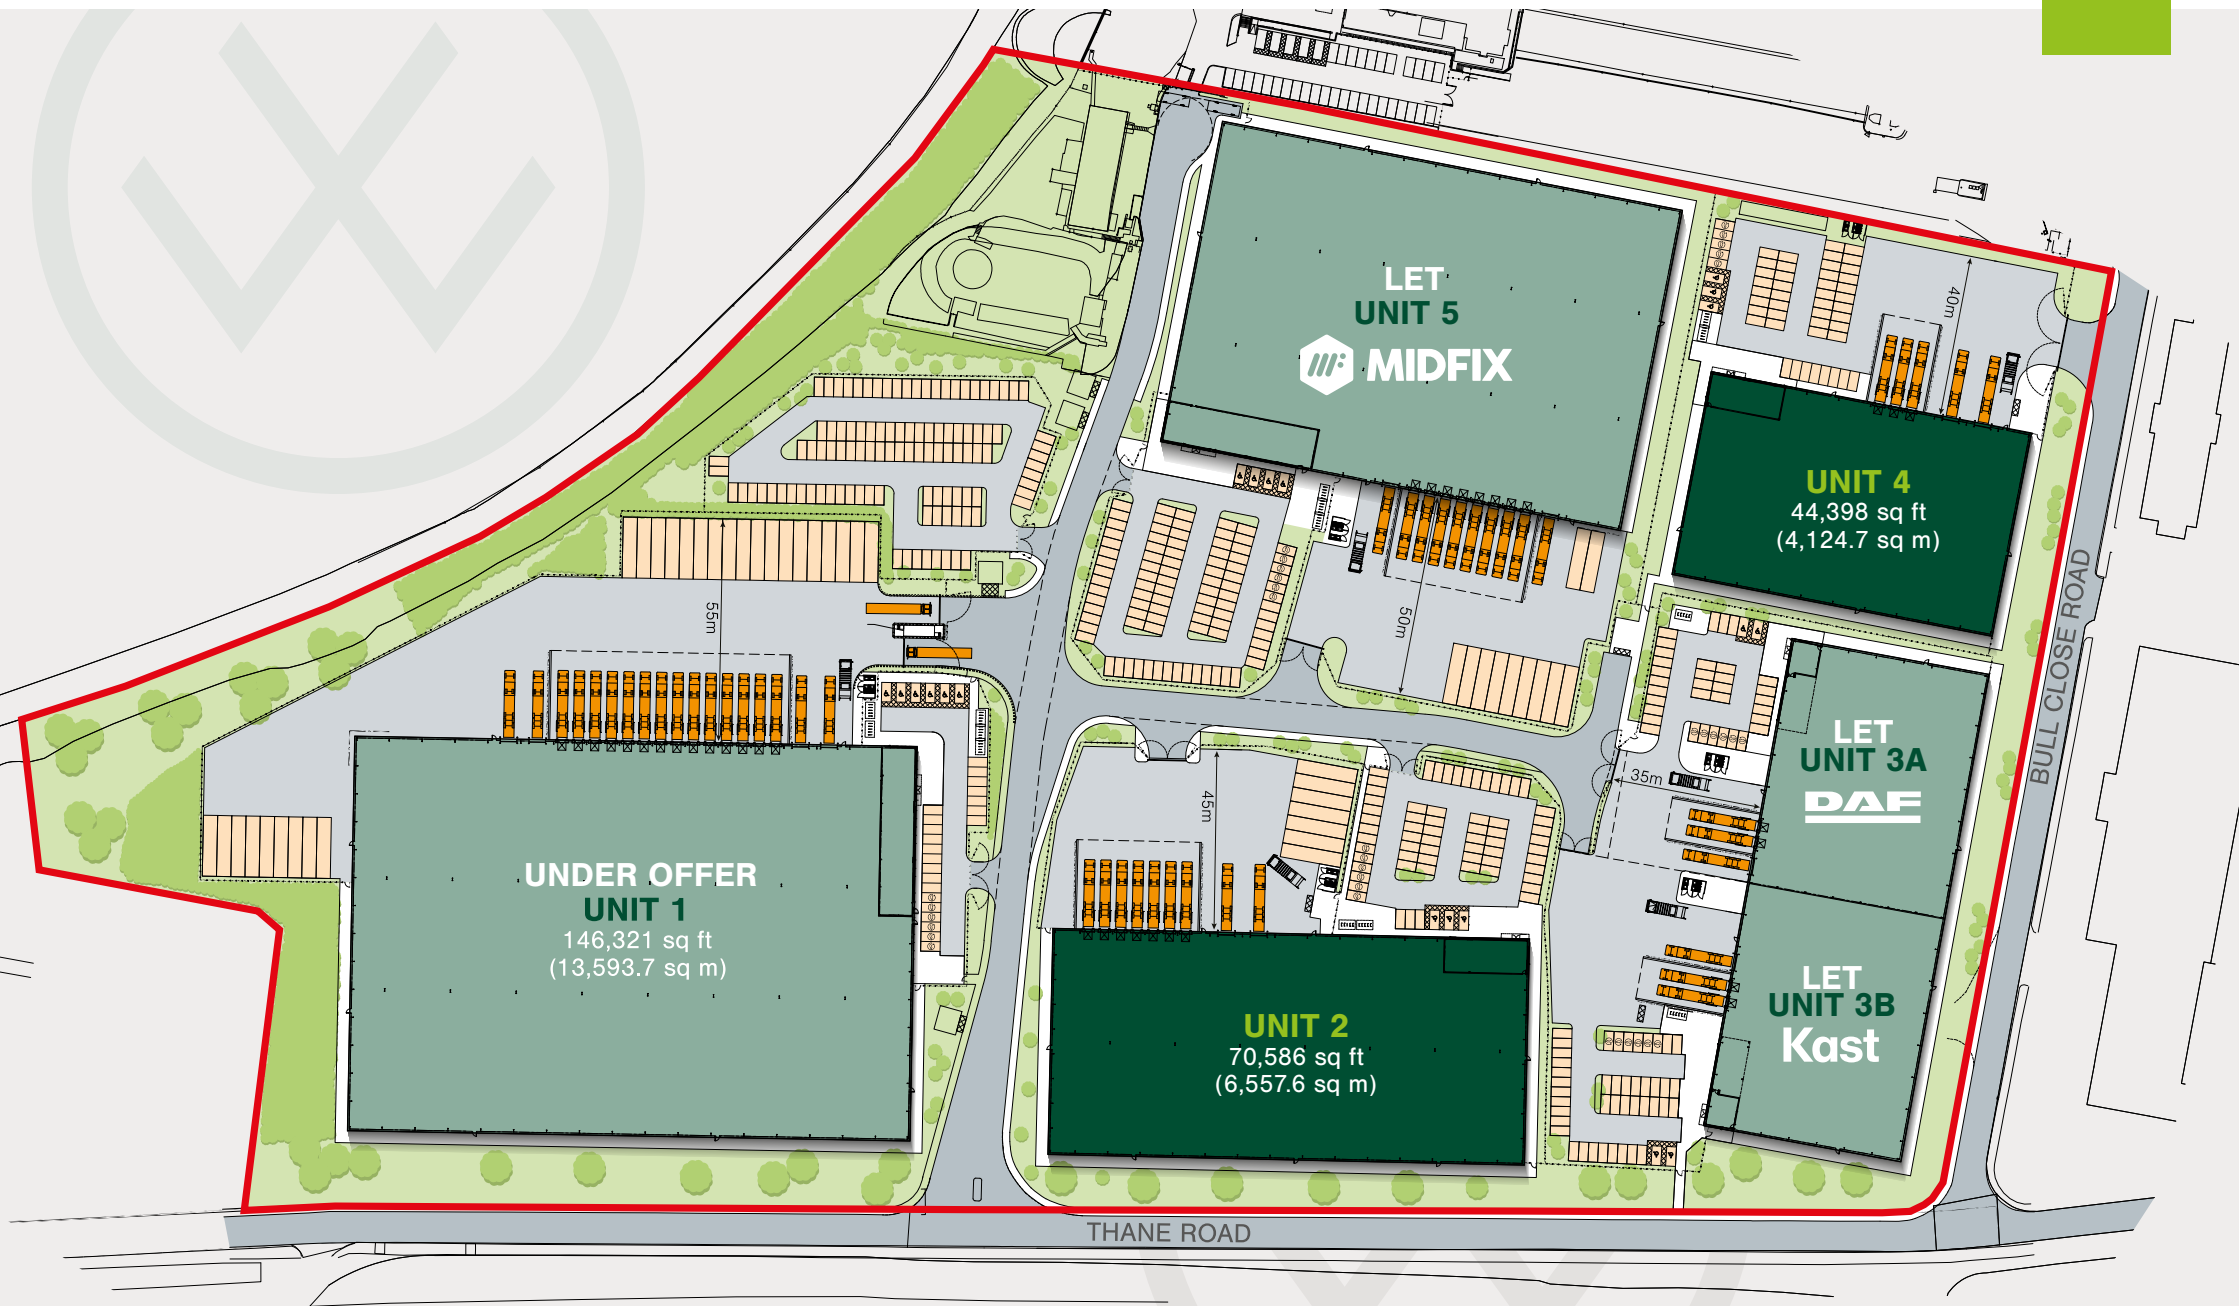 LET
UNIT 5
MIDFIX
40m
UNIT 4
44,398 sq ft
(4,124.7 sq m)
BULL CLOSE ROAD
55m
50m
LET
UNIT 3A
DAF
35m
45m
UNDER OFFER
UNIT 1
146,321 sq ft
(13,593.7 sq m)
LET
UNIT 3B
Kast
UNIT 2
70,586 sq ft
(6,557.6 sq m)
THANE ROAD